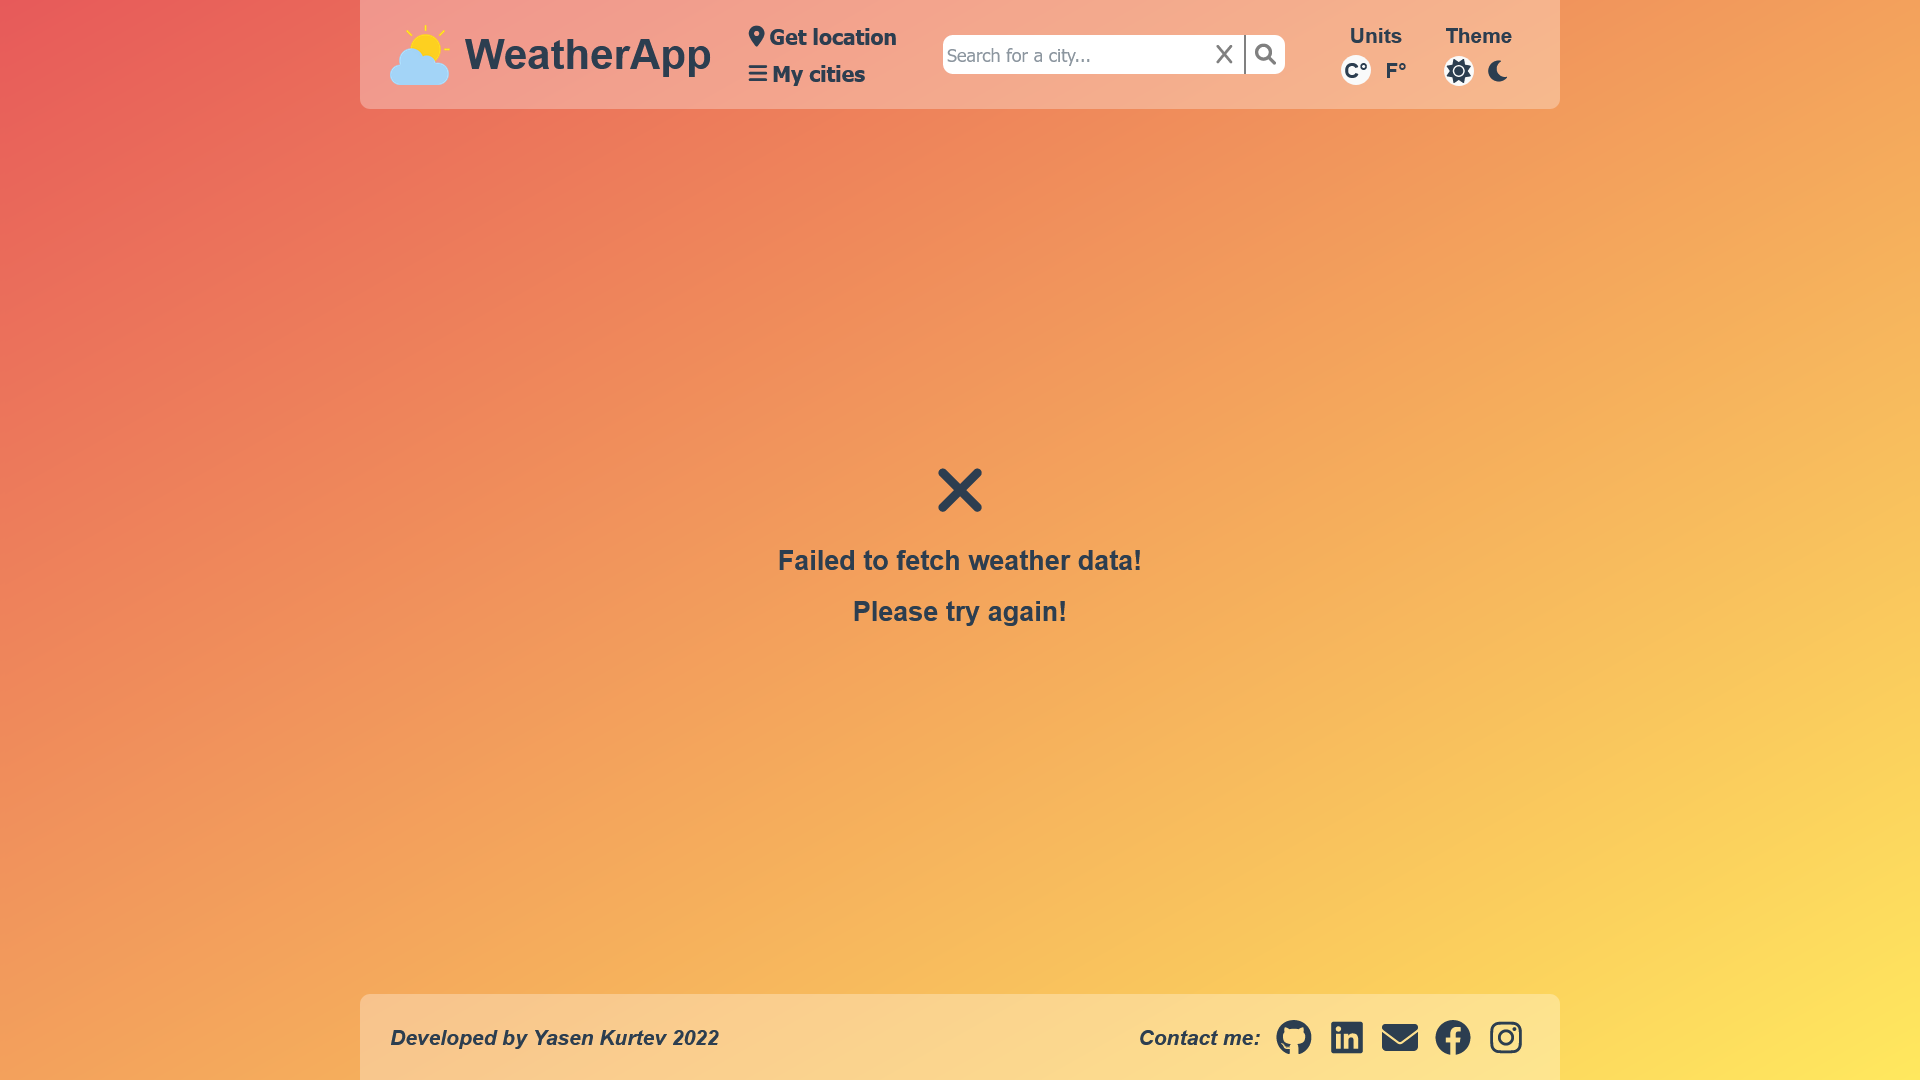 WeatherApp
Get location
My cities
Search for a city...
Units
C° F°
Theme
Failed to fetch weather data!
Please try again!
Developed by Yasen Kurtev 2022
Contact me: